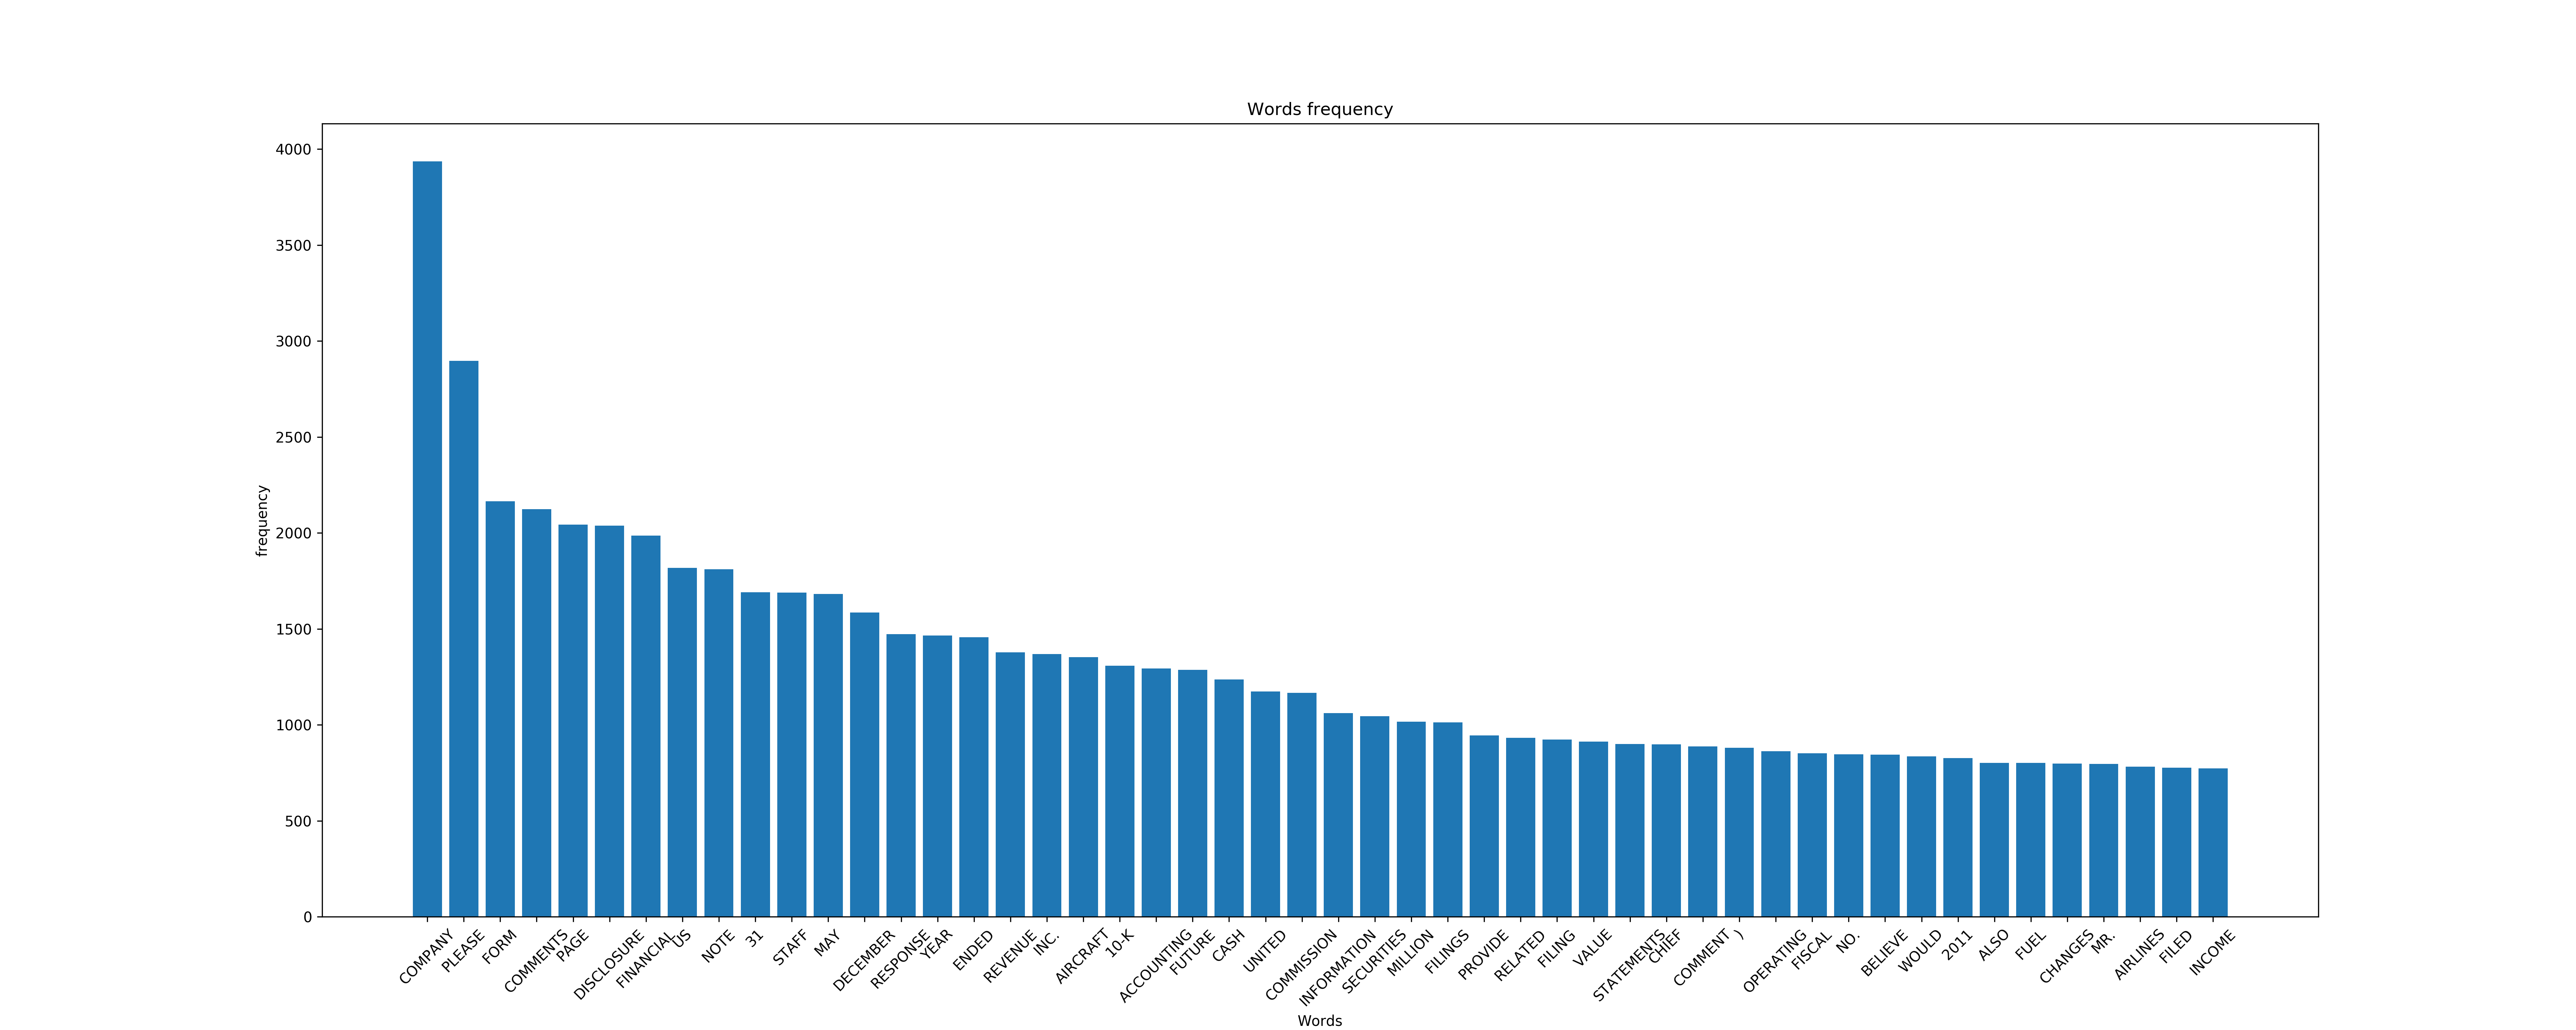 Words frequency
4000
3500
3000
2500
2000
1500
1000
500
0
frequency
COMPANY
PLEASE
FORM
COMMENTS
PAGE
DISCLOSURE
FINANCIAL
US
NOTE
31
STAFF
MAY
DECEMBER
RESPONSE
YEAR
ENDED
REVENUE
INC.
AIRCRAFT
10-K
ACCOUNTING
FUTURE
CASH
UNITED
COMMISSION
INFORMATION
SECURITIES
MILLION
FILINGS
PROVIDE
RELATED
FILING
VALUE
STATEMENTS
CHIEF
COMMENT
)
OPERATING
FISCAL
NO.
BELIEVE
WOULD
2011
ALSO
FUEL
CHANGES
MR.
AIRLINES
FILED
INCOME
Words